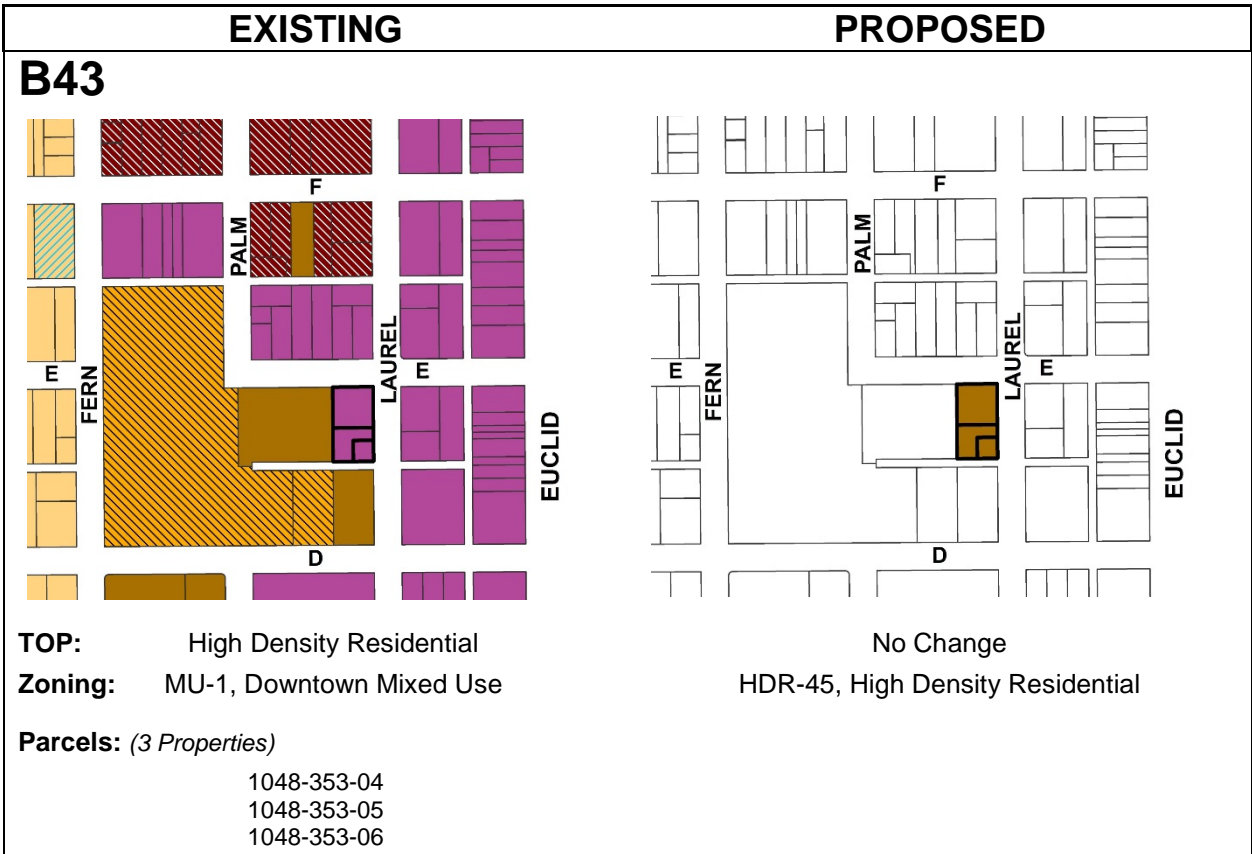 EXISTING PROPOSED
B43
F
PALM
LAUREL
E
E
FERN
EUCLID
D
F
PALM
LAUREL
E
E
FERN
EUCLID
D
TOP: High Density Residential No Change
Zoning: MU-1, Downtown Mixed Use HDR-45, High Density Residential
Parcels: (3 Properties)
1048-353-04
1048-353-05
1048-353-06